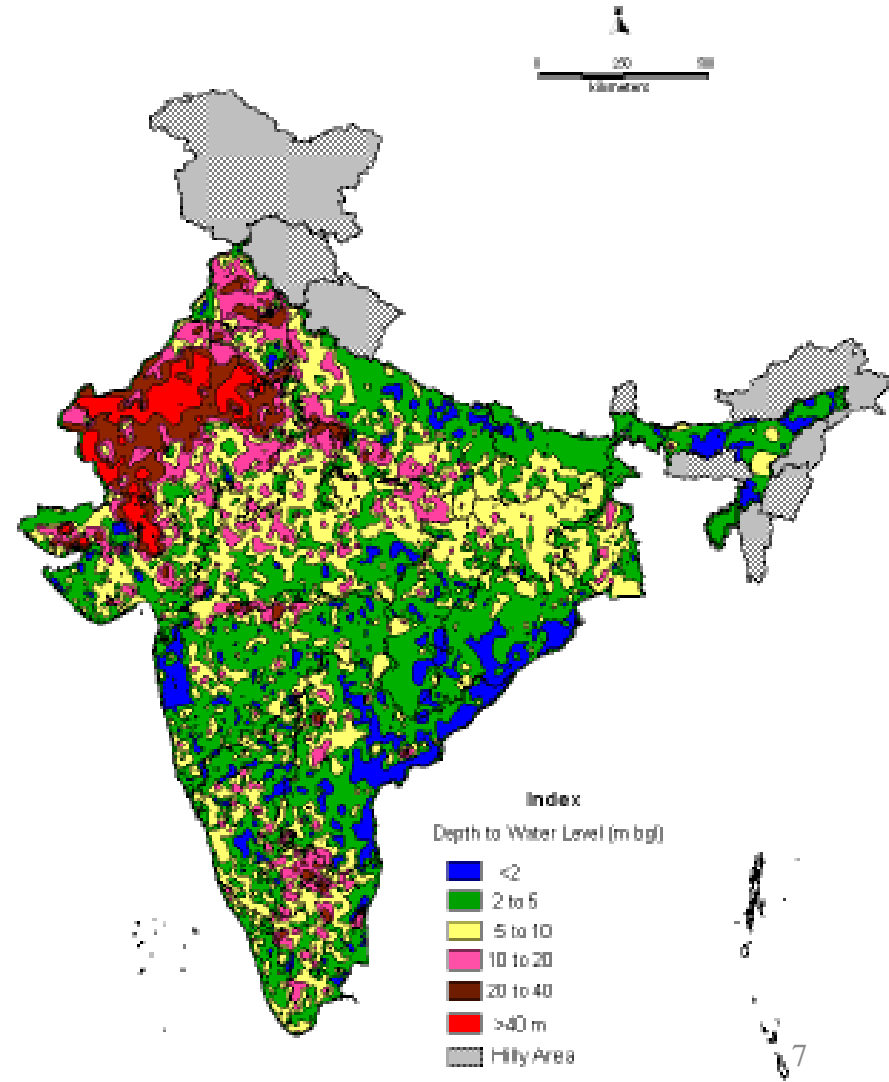 0 250 500
kilometers
Index
Depth to Water Level (m bgl)
<2
2 to 5
5 to 10
10 to 20
20 to 40
>40 m
Hilly Area
7